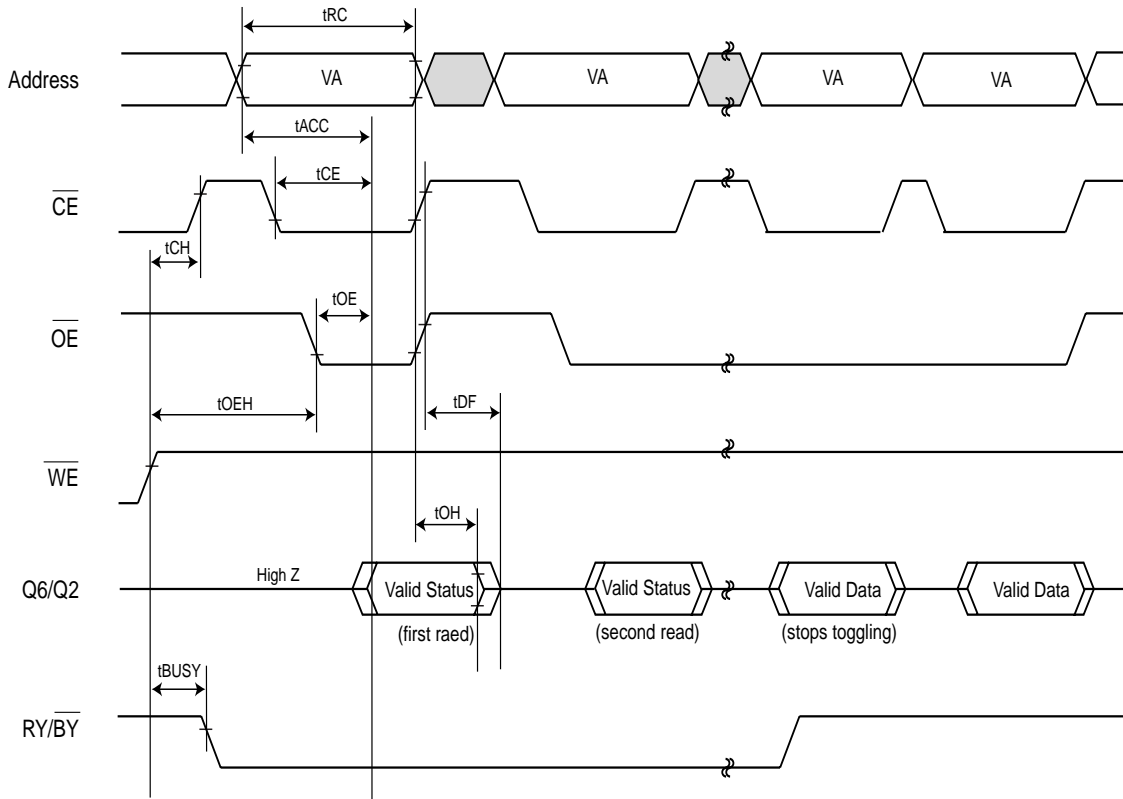 tRC
Address VA VA VA VA
tACC
tCE
CE
tCH
tOE
OE
tOEH
tDF
WE
tOH
High Z
Q6/Q2 Valid Status Valid Status Valid Data Valid Data
(first raed) (second read) (stops toggling)
tBUSY
RY/BY